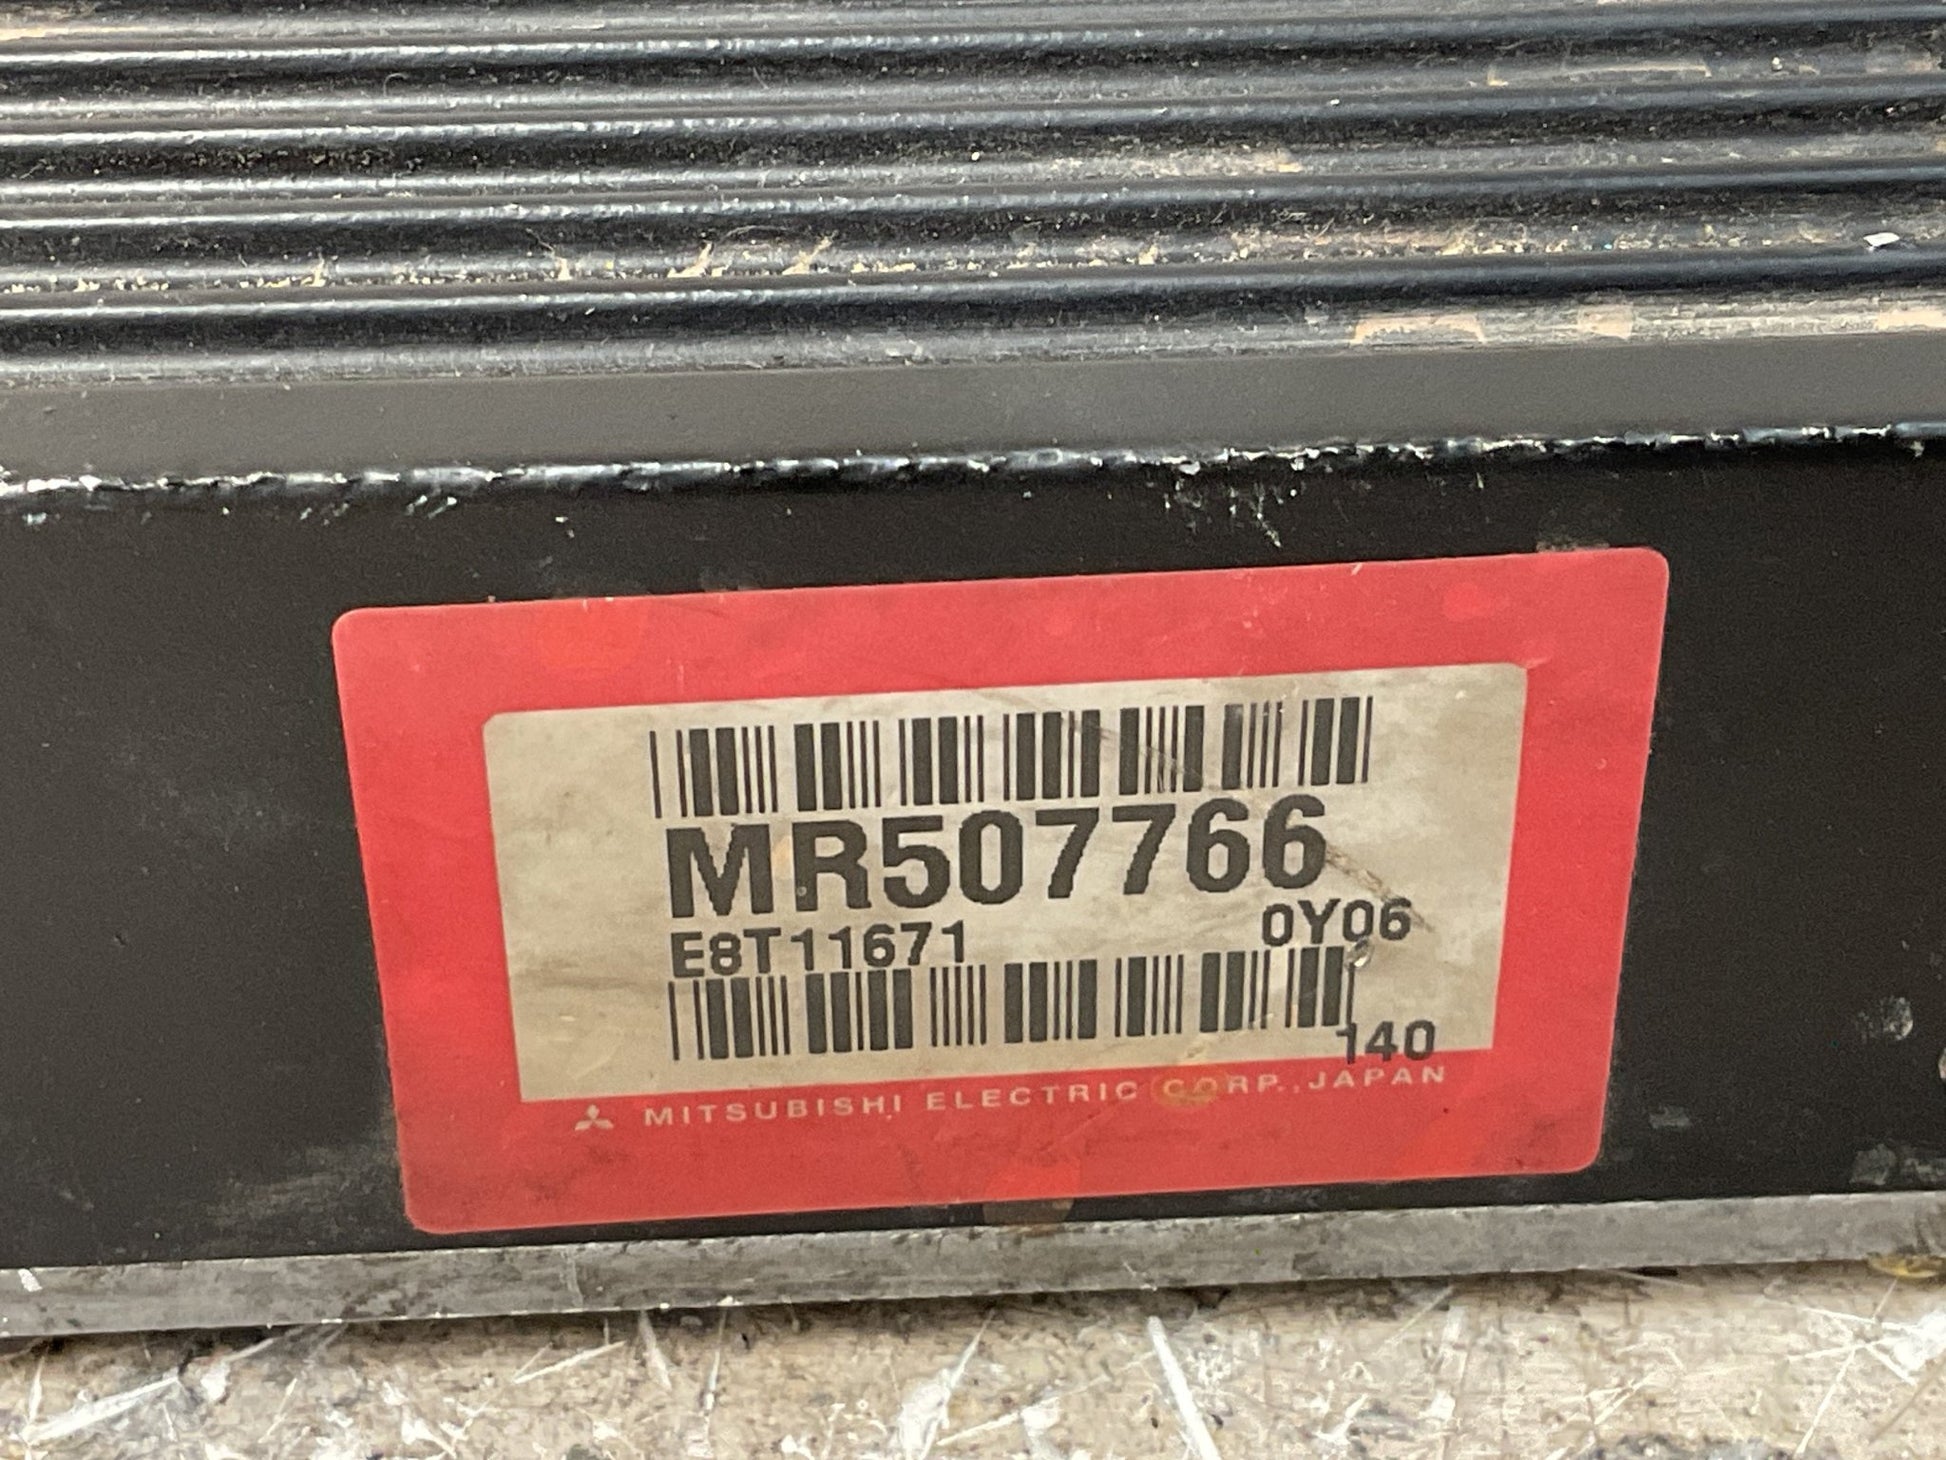 MR507766
E8T11671 0Y06
140
MITSUBISHI ELECTRIC CORP., JAPAN